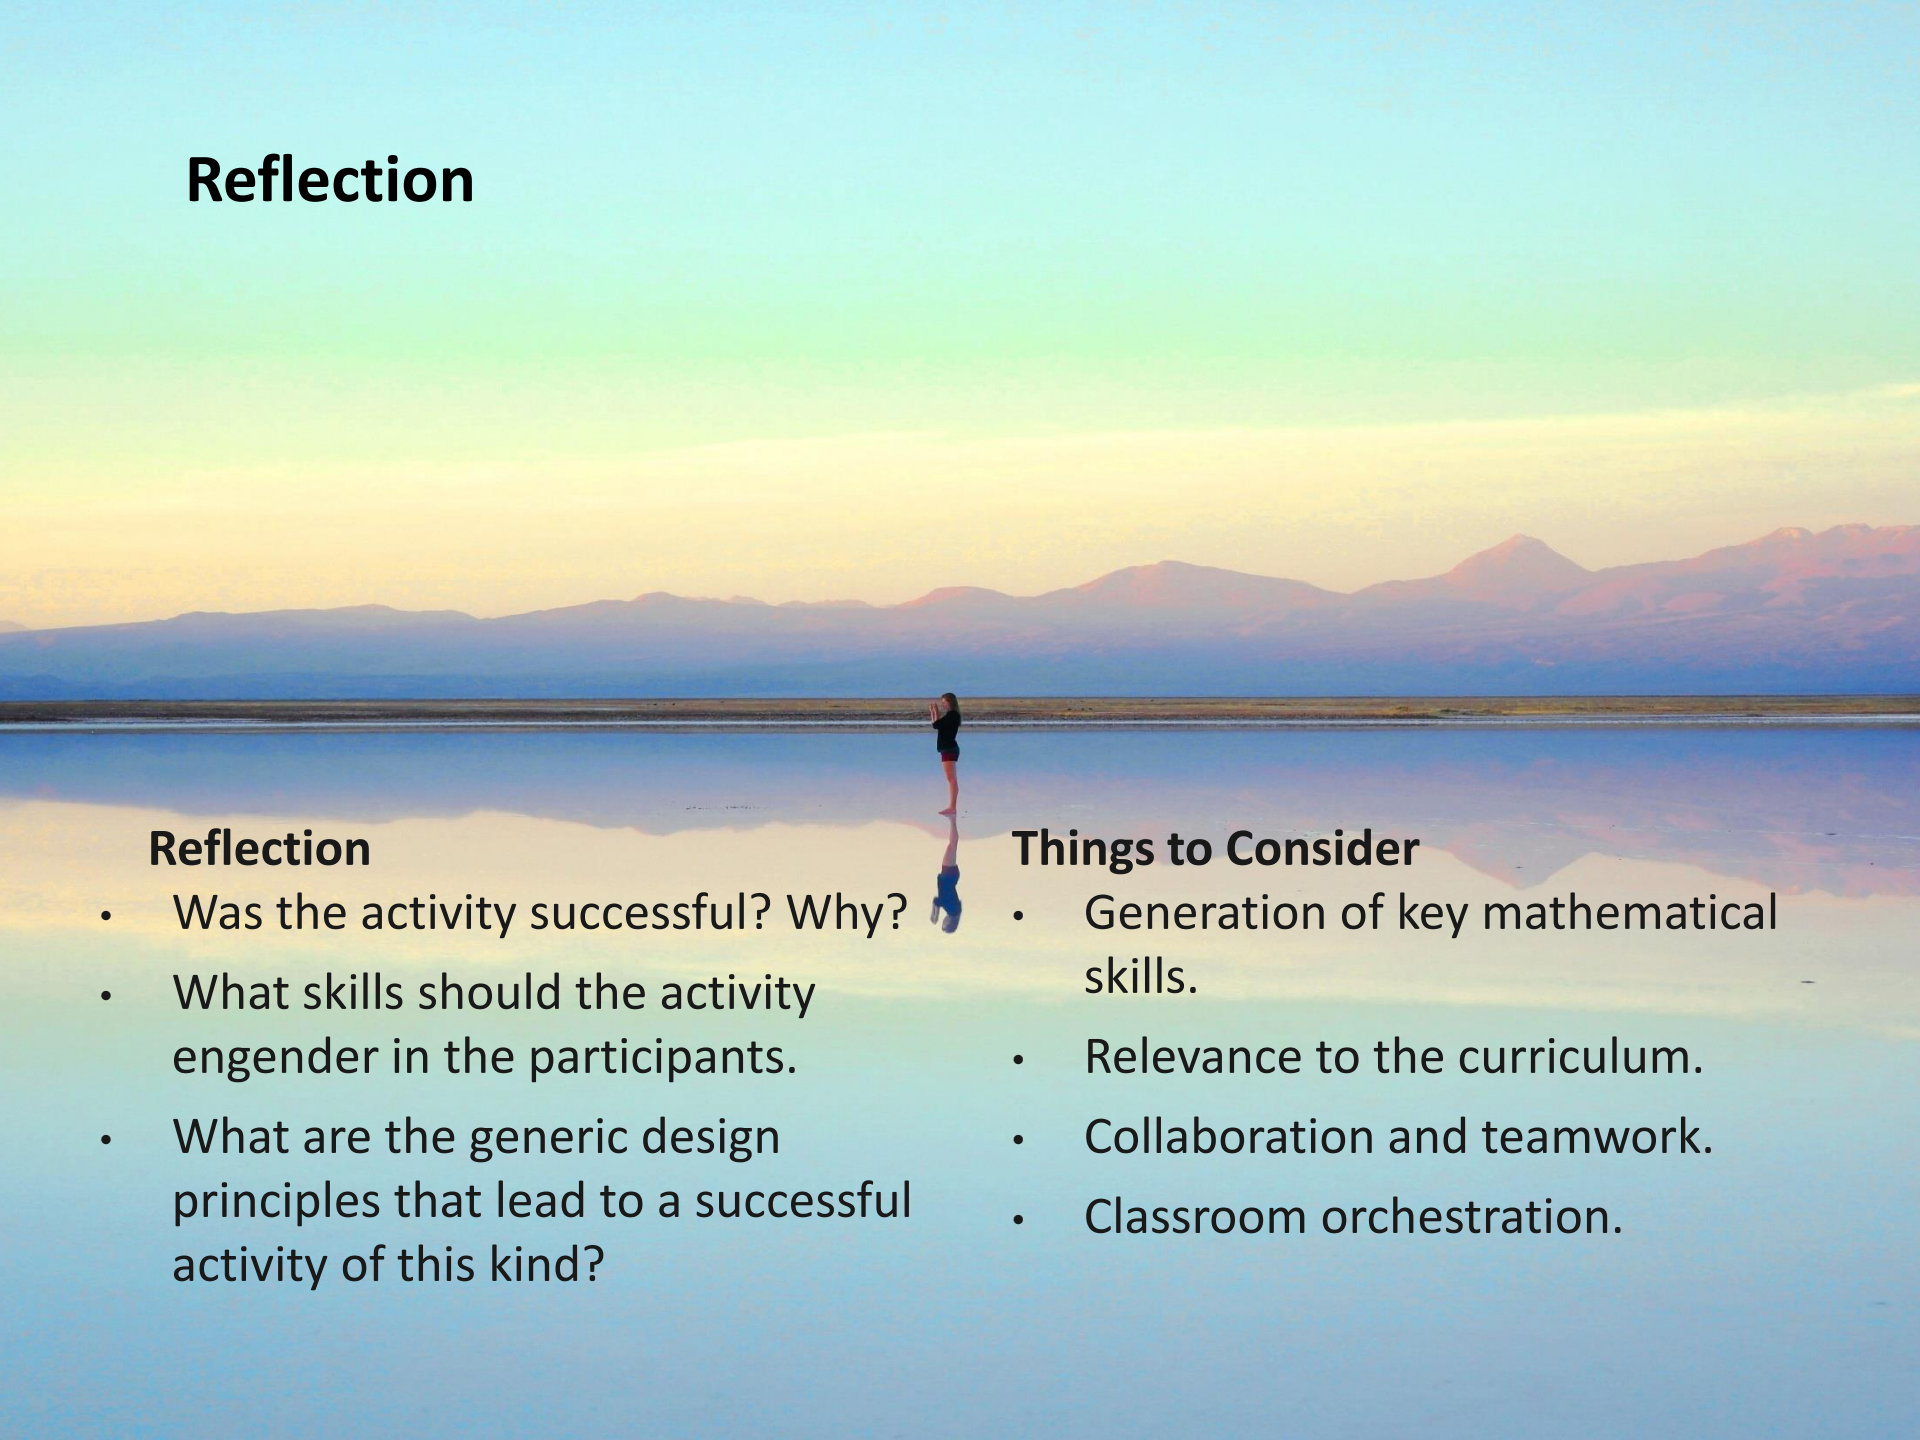 Reflection
Reflection
• Was the activity successful? Why?
• What skills should the activity
engender in the participants.
• What are the generic design
principles that lead to a successful
activity of this kind?
Things to Consider
• Generation of key mathematical
skills.
• Relevance to the curriculum.
• Collaboration and teamwork.
• Classroom orchestration.